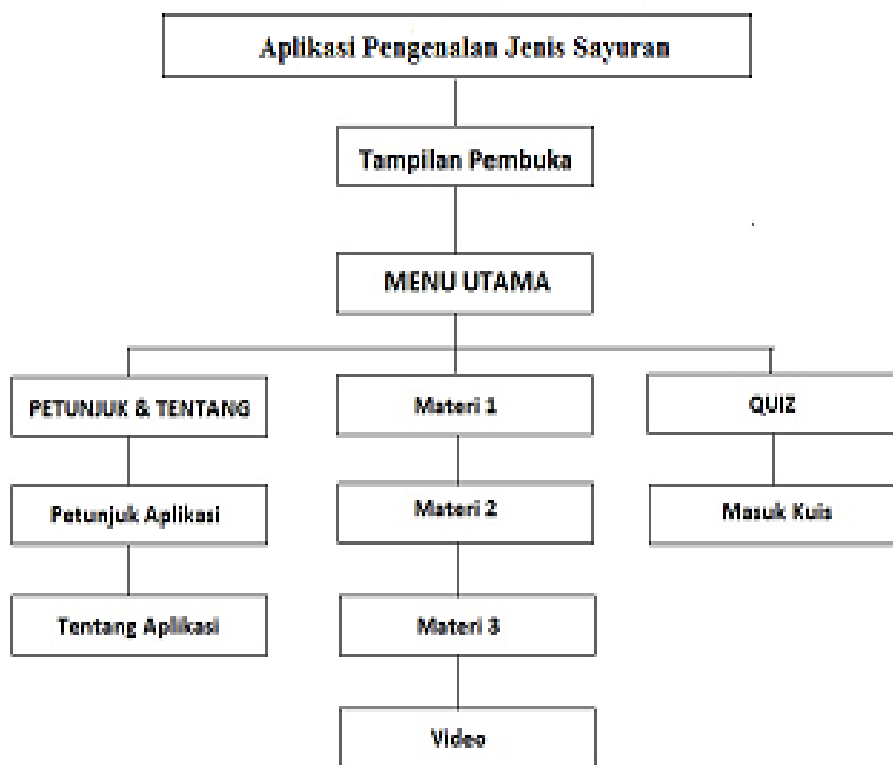 Aplikasi Pengenalan Jenis Sayuran
Tampilan Pembuka
MENU UTAMA
PETUNJUK & TENTANG
Materi 1
QUIZ
Petunjuk Aplikasi
Materi 2
Masuk Kuis
Tentang Aplikasi
Materi 3
Video